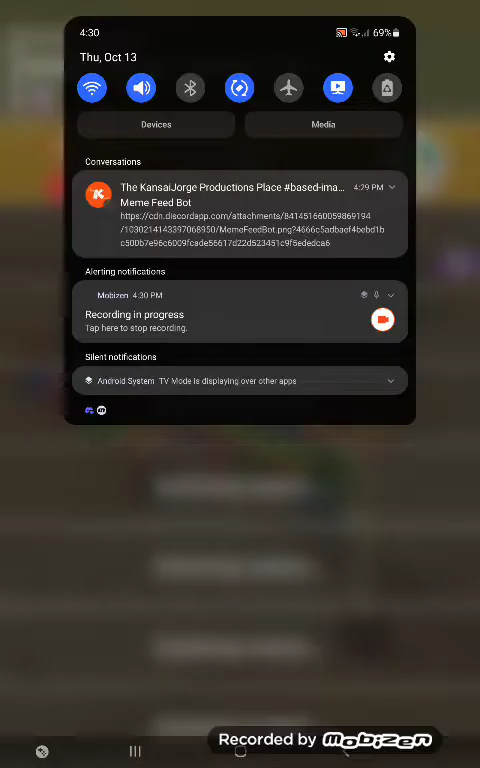 4:30
69%
Thu, Oct 13
Devices
Media
Conversations
The KansaiJorge Productions Place #based-ima...
4:29 PM
Meme Feed Bot
https://cdn.discordapp.com/attachments/841451660059869194
/1030214143397068950/MemeFeedBot.png?4666c5adbaef4bebd1b
c500b7e96c6009fcade56617d22d523451c9f5ededca6
Alerting notifications
Mobizen 4:30 PM
Recording in progress
Tap here to stop recording.
Silent notifications
Android System TV Mode is displaying over other apps
Recorded by Mobizen